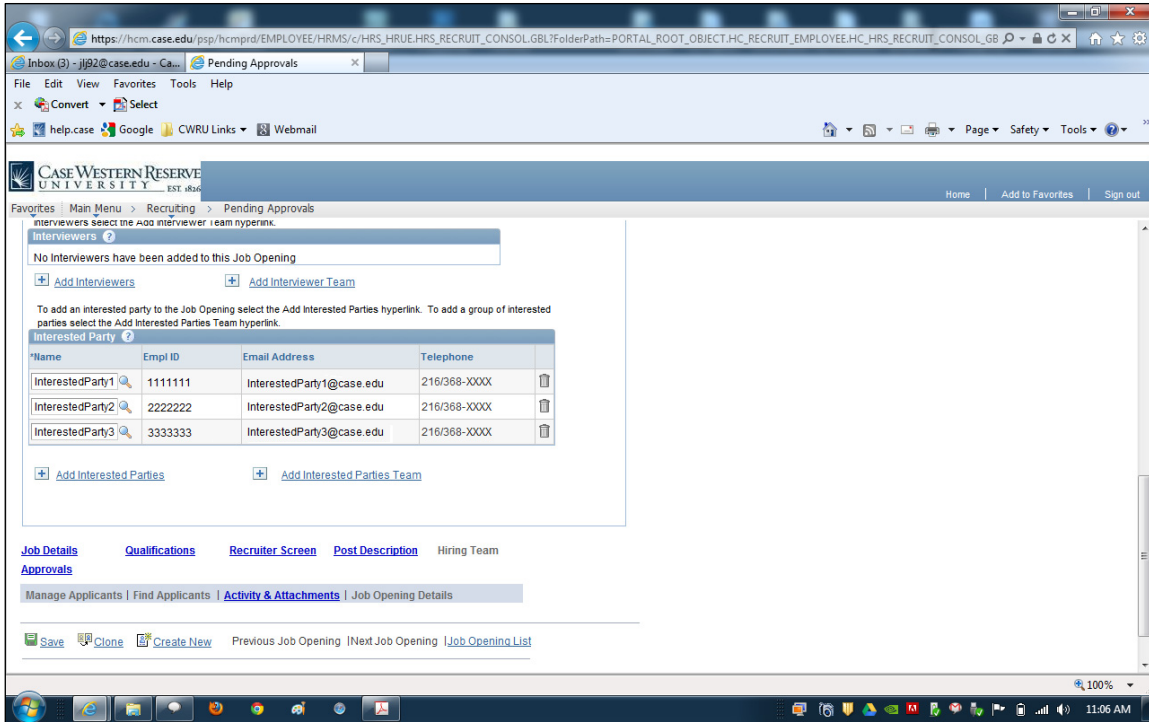 https://hcm.case.edu/psp/hcmprd/EMPLOYEE/HRMS/c/HRS_HRUE.HRS_RECRUIT_CONSOL.GBL?FolderPath=PORTAL_ROOT_OBJECT.HC_RECRUIT_EMPLOYEE.HC_HRS_RECRUIT_CONSOL_GB
Inbox (3) - jlj92@case.edu - Ca... Pending Approvals
File Edit View Favorites Tools Help
x Convert Select
help.case Google CWRU Links Webmail Page Safety Tools
CASE WESTERN RESERVE
UNIVERSITY EST. 1826
Home | Add to Favorites | Sign out
Favorites Main Menu > Recruiting > Pending Approvals
interviewers select the Add Interviewer Team hyperlink.
Interviewers
No Interviewers have been added to this Job Opening
Add Interviewers Add Interviewer Team
To add an interested party to the Job Opening select the Add Interested Parties hyperlink. To add a group of interested
parties select the Add Interested Parties Team hyperlink.
Interested Party
*Name Empl ID Email Address Telephone
InterestedParty1 1111111 InterestedParty1@case.edu 216/368-XXXX
InterestedParty2 2222222 InterestedParty2@case.edu 216/368-XXXX
InterestedParty3 3333333 InterestedParty3@case.edu 216/368-XXXX
Add Interested Parties Add Interested Parties Team
Job Details Qualifications Recruiter Screen Post Description Hiring Team
Approvals
Manage Applicants | Find Applicants | Activity & Attachments | Job Opening Details
Save Clone Create New Previous Job Opening |Next Job Opening |Job Opening List
100%
11:06 AM